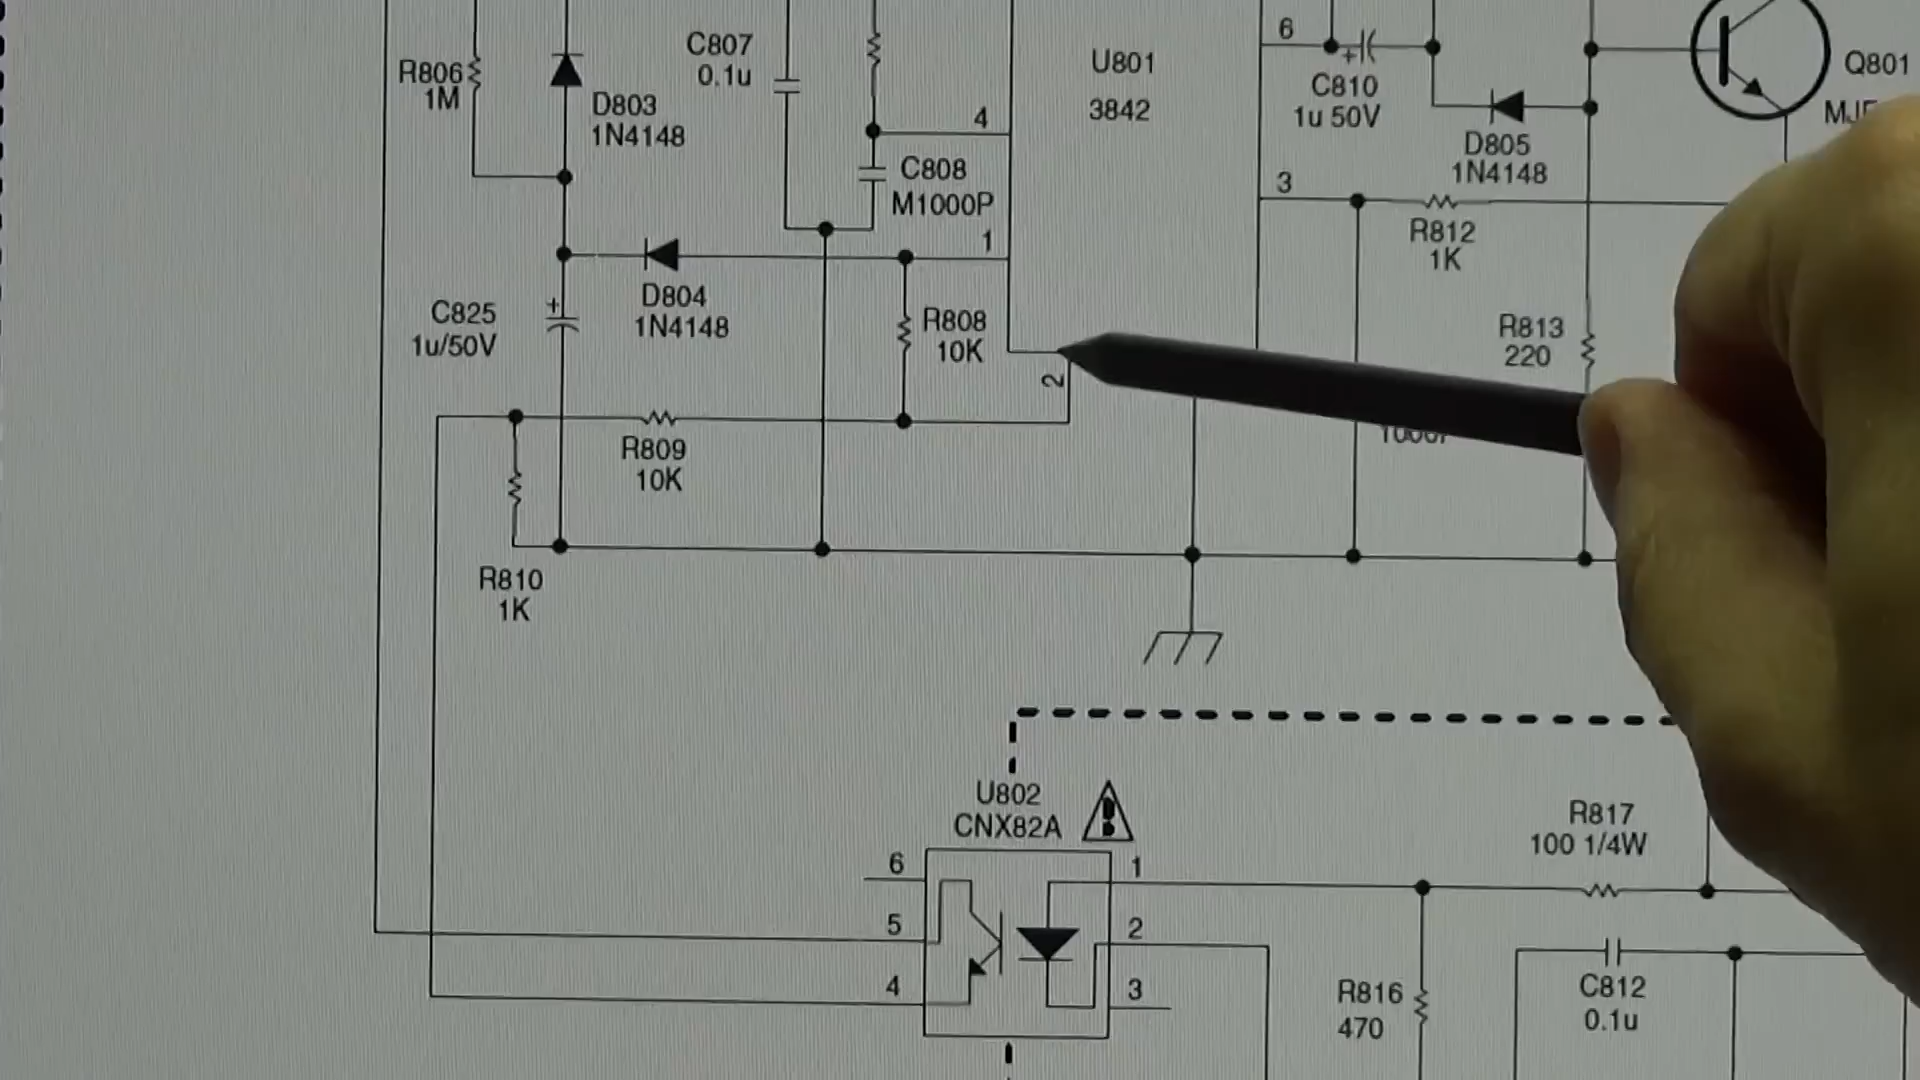 R806
1M
D803
1N4148
C807
0.1u
4
C808
M1000P
1
U801
3842
6
+
C810
1u 50V
D805
1N4148
Q801
3
R812
1K
C825
1u/50V
+
D804
1N4148
R808
10K
2
R813
220
R809
10K
R810
1K
U802
CNX82A
6
5
4
1
2
3
R817
100 1/4W
R816
470
C812
0.1u